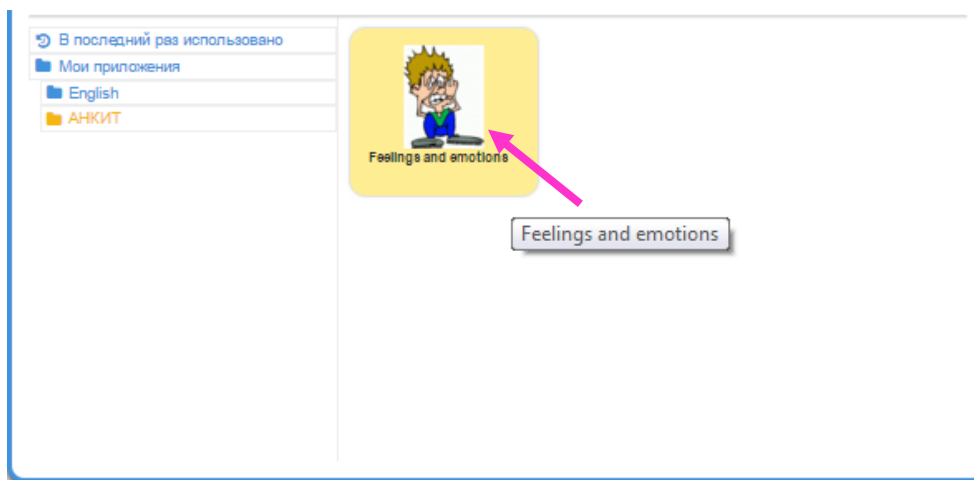 В последний раз использовано
Мои приложения
English
АНКИТ
Feelings and emotions
Feelings and emotions